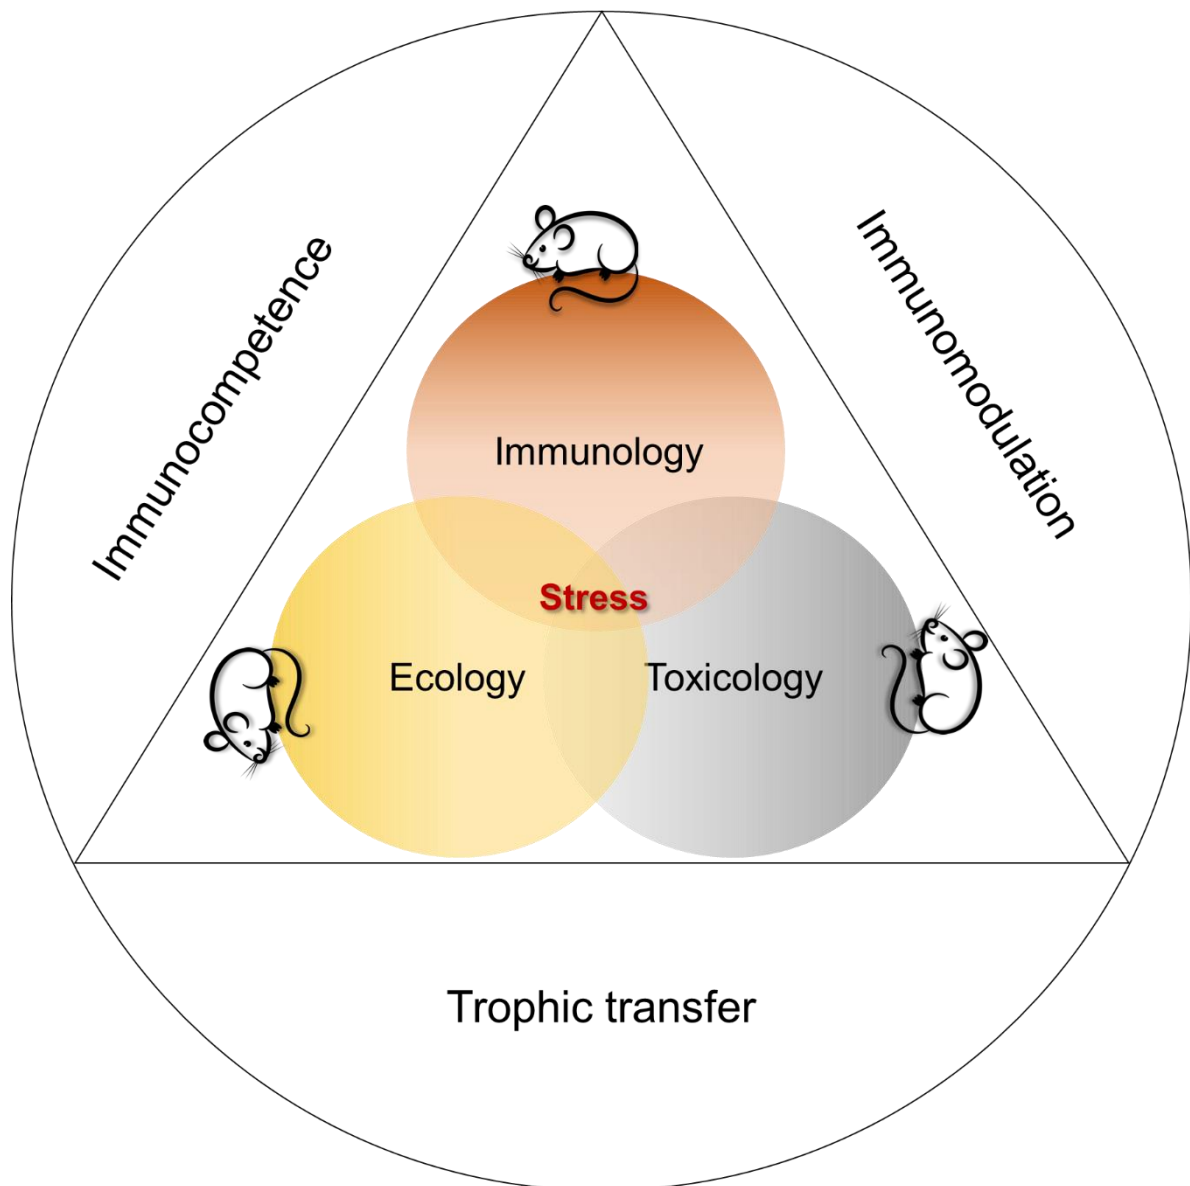 Immunocompetence
Immunomodulation
Immunology
Stress
Ecology
Toxicology
Trophic transfer